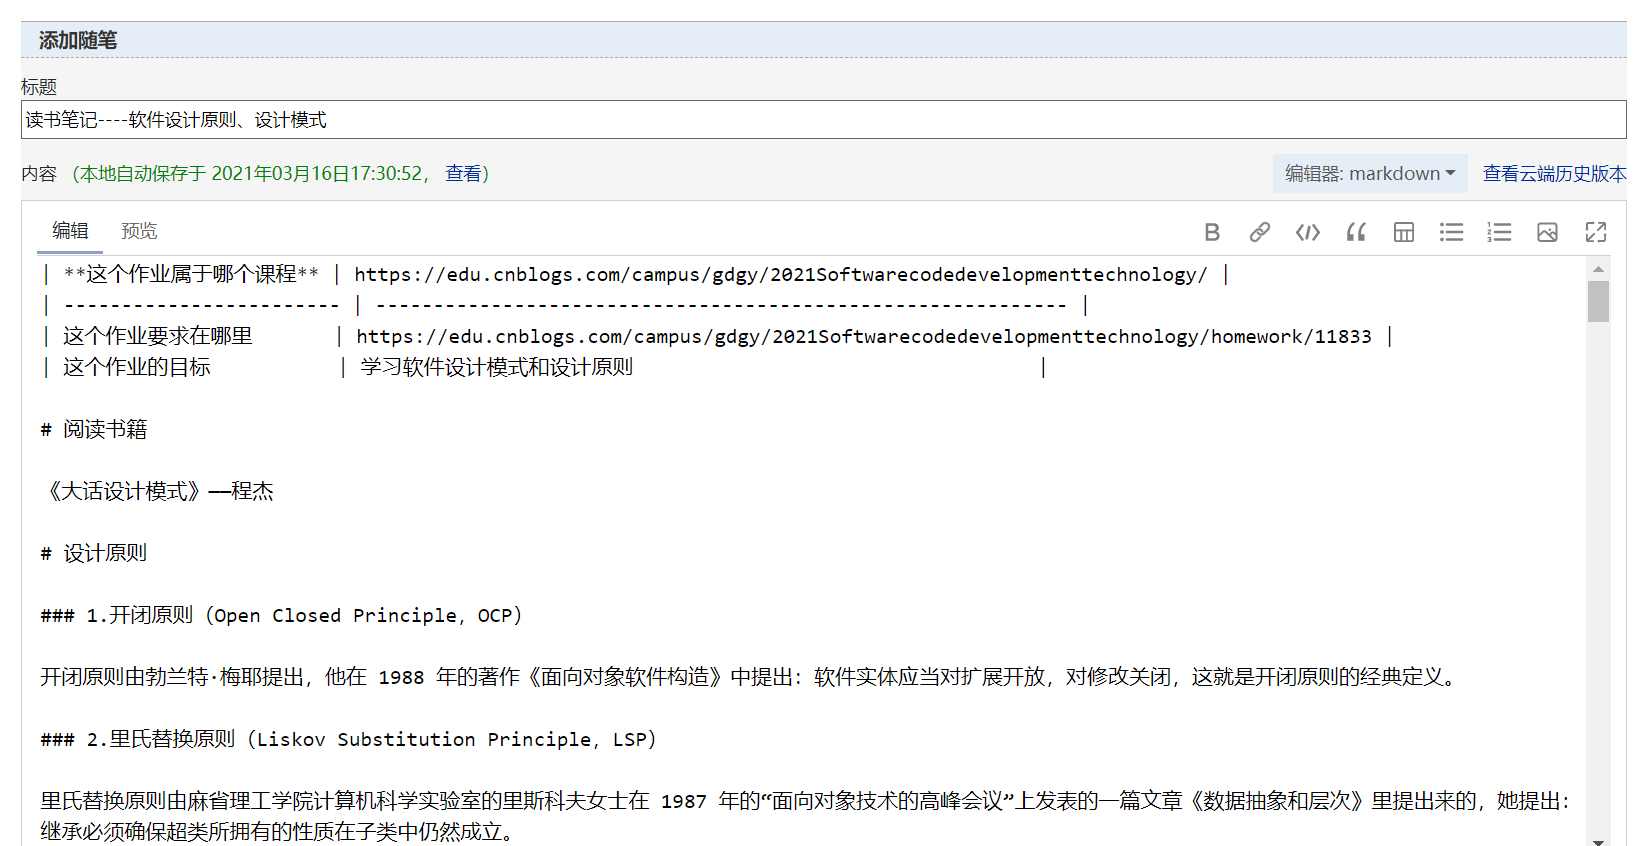 添加随笔
标题
读书笔记----软件设计原则、设计模式
内容 （本地自动保存于 2021年03月16日17:30:52， 查看） 编辑器: markdown 查看云端历史版本
编辑 预览
| **这个作业属于哪个课程** | https://edu.cnblogs.com/campus/gdgy/2021Softwarecodedevelopmenttechnology/ |
| ------------------------ | ------------------------------------------------------------ |
| 这个作业要求在哪里 | https://edu.cnblogs.com/campus/gdgy/2021Softwarecodedevelopmenttechnology/homework/11833 |
| 这个作业的目标 | 学习软件设计模式和设计原则 |
# 阅读书籍
《大话设计模式》——程杰
# 设计原则
### 1.开闭原则（Open Closed Principle，OCP）
开闭原则由勃兰特·梅耶提出，他在 1988 年的著作《面向对象软件构造》中提出：软件实体应当对扩展开放，对修改关闭，这就是开闭原则的经典定义。
### 2.里氏替换原则（Liskov Substitution Principle，LSP）
里氏替换原则由麻省理工学院计算机科学实验室的里斯科夫女士在 1987 年的“面向对象技术的高峰会议”上发表的一篇文章《数据抽象和层次》里提出来的，她提出：
继承必须确保超类所拥有的性质在子类中仍然成立。